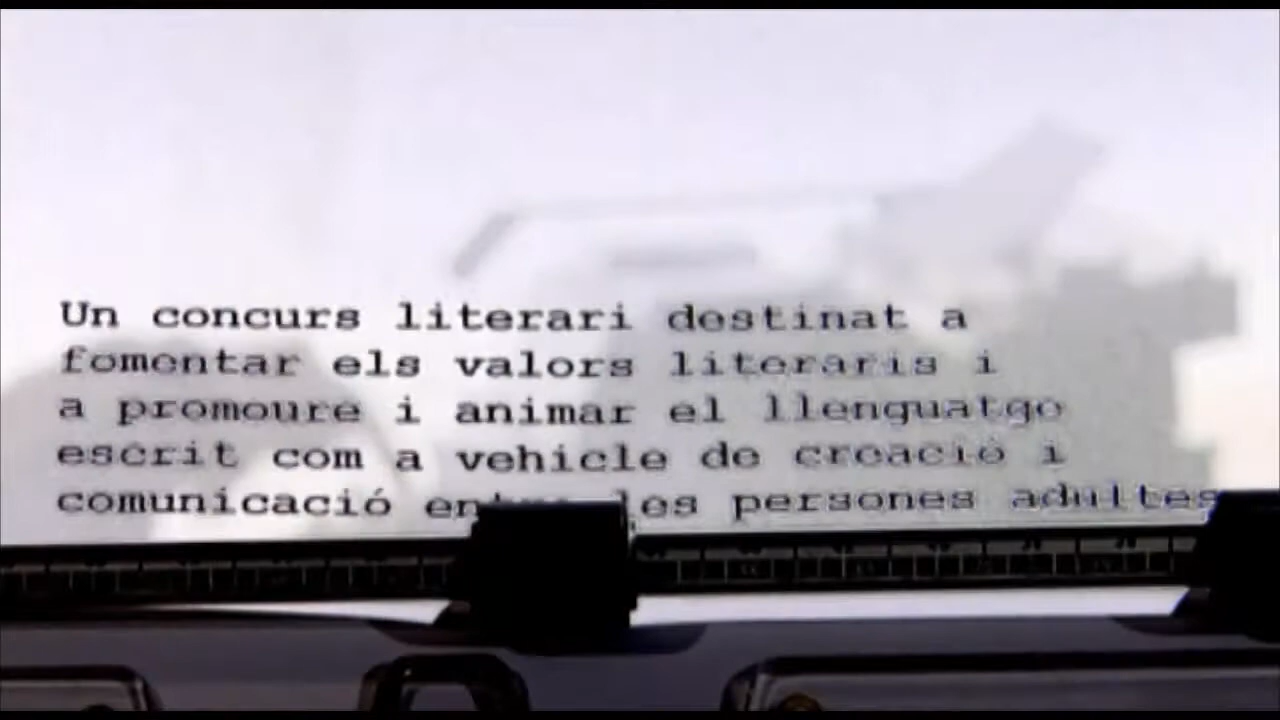 Un concurs literari destinat a
fomentar els valors literaris i
a promoure i animar el llenguatge
escrit com a vehicle de creació i
comunicació entre les persones adultes